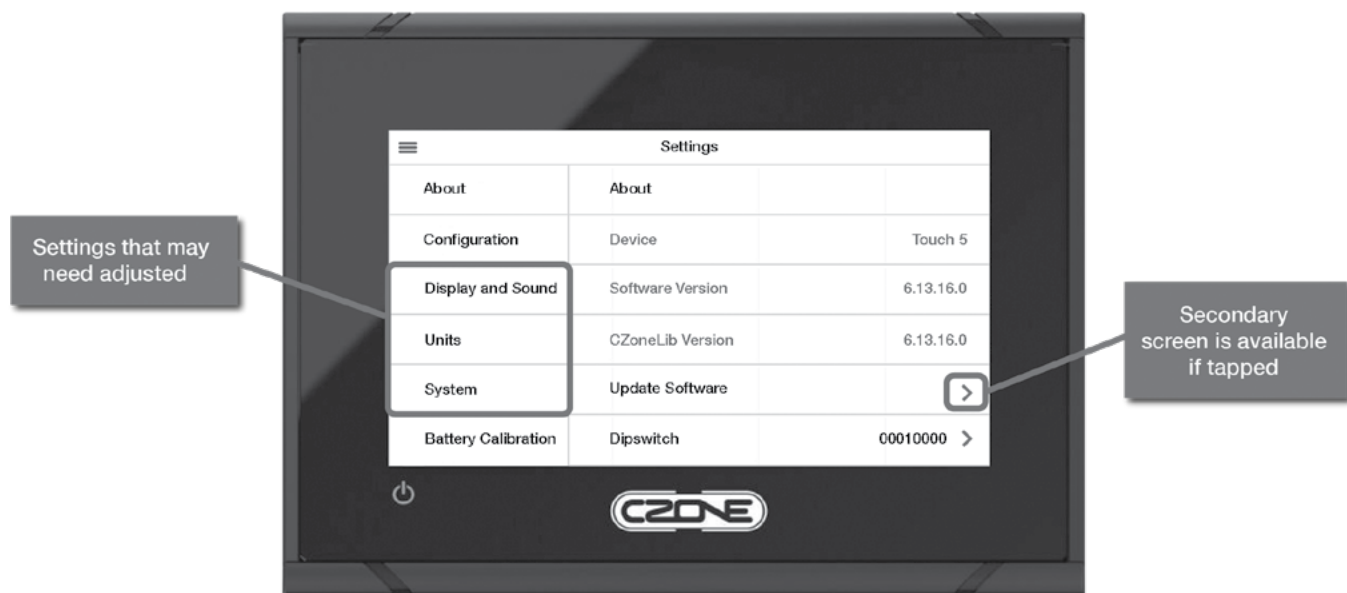 Settings
About
About
Configuration
Device
Touch 5
Display and Sound
Software Version
6.13.16.0
Units
CZoneLib Version
6.13.16.0
System
Update Software
Battery Calibration
Dipswitch
00010000
CZONE
Settings that may
need adjusted
Secondary
screen is available
if tapped